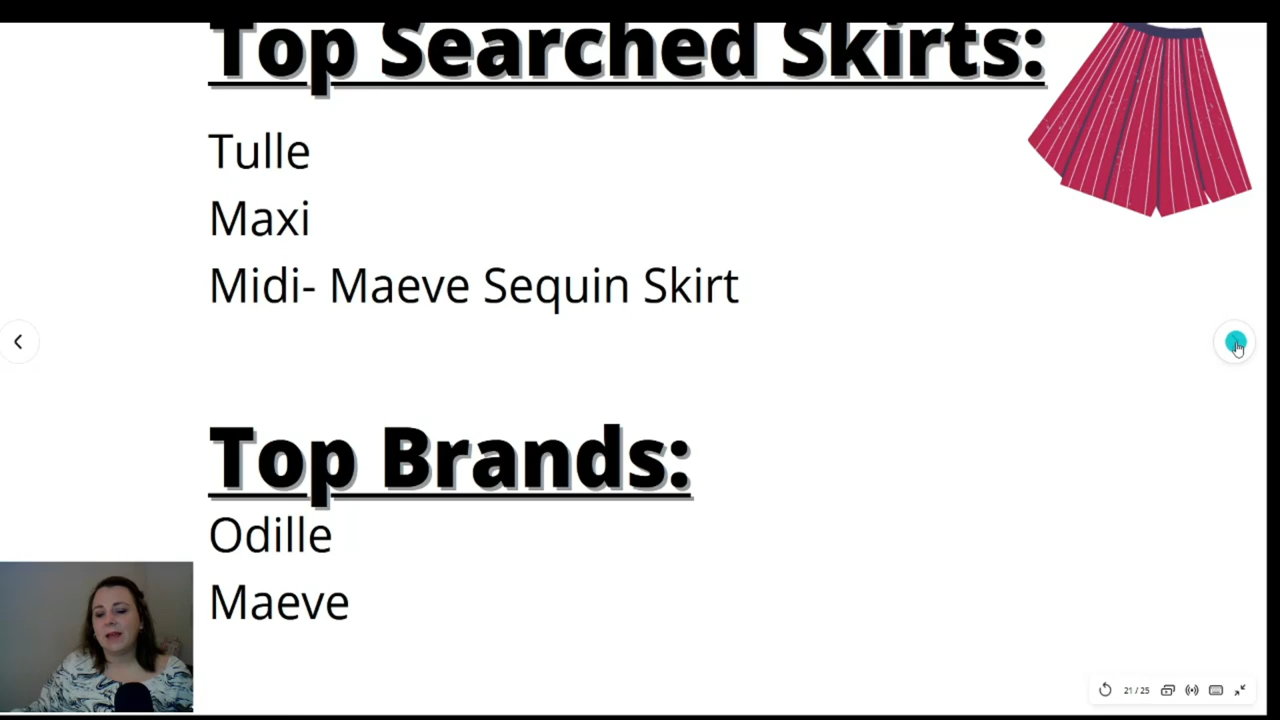 Top Searched Skirts:
Tulle
Maxi
Midi- Maeve Sequin Skirt
Top Brands:
Odille
Maeve
21 / 25